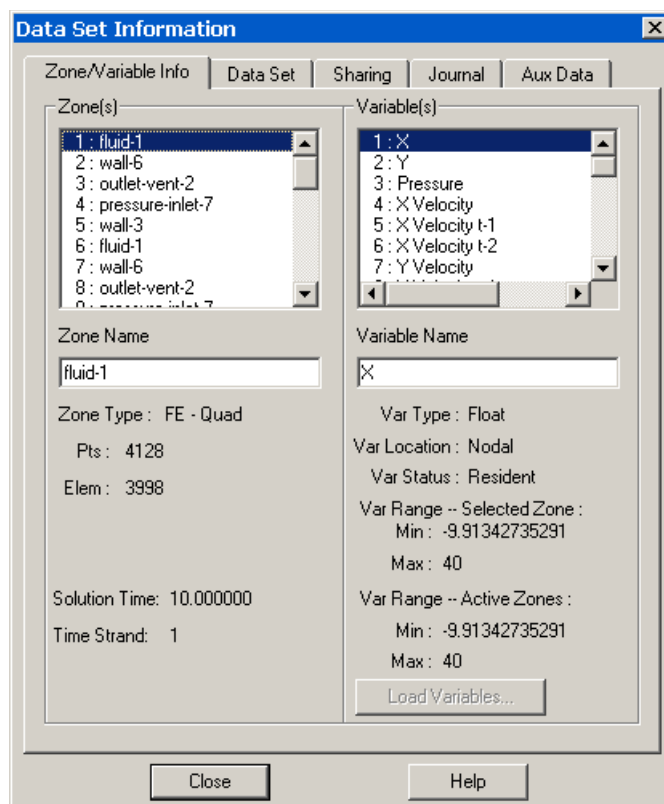 Data Set Information
Zone/Variable Info
Data Set
Sharing
Journal
Aux Data
Zone(s)
1 : fluid-1
2 : wall-6
3 : outlet-vent-2
4 : pressure-inlet-7
5 : wall-3
6 : fluid-1
7 : wall-6
8 : outlet-vent-2
9 : pressure-inlet-7
Zone Name
fluid-1
Zone Type : FE - Quad
Pts : 4128
Elem : 3998
Solution Time: 10.000000
Time Strand: 1
Variable(s)
1 : X
2 : Y
3 : Pressure
4 : X Velocity
5 : X Velocity t-1
6 : X Velocity t-2
7 : Y Velocity
Variable Name
X
Var Type : Float
Var Location : Nodal
Var Status : Resident
Var Range -- Selected Zone :
Min : -9.91342735291
Max : 40
Var Range -- Active Zones :
Min : -9.91342735291
Max : 40
Load Variables...
Close
Help